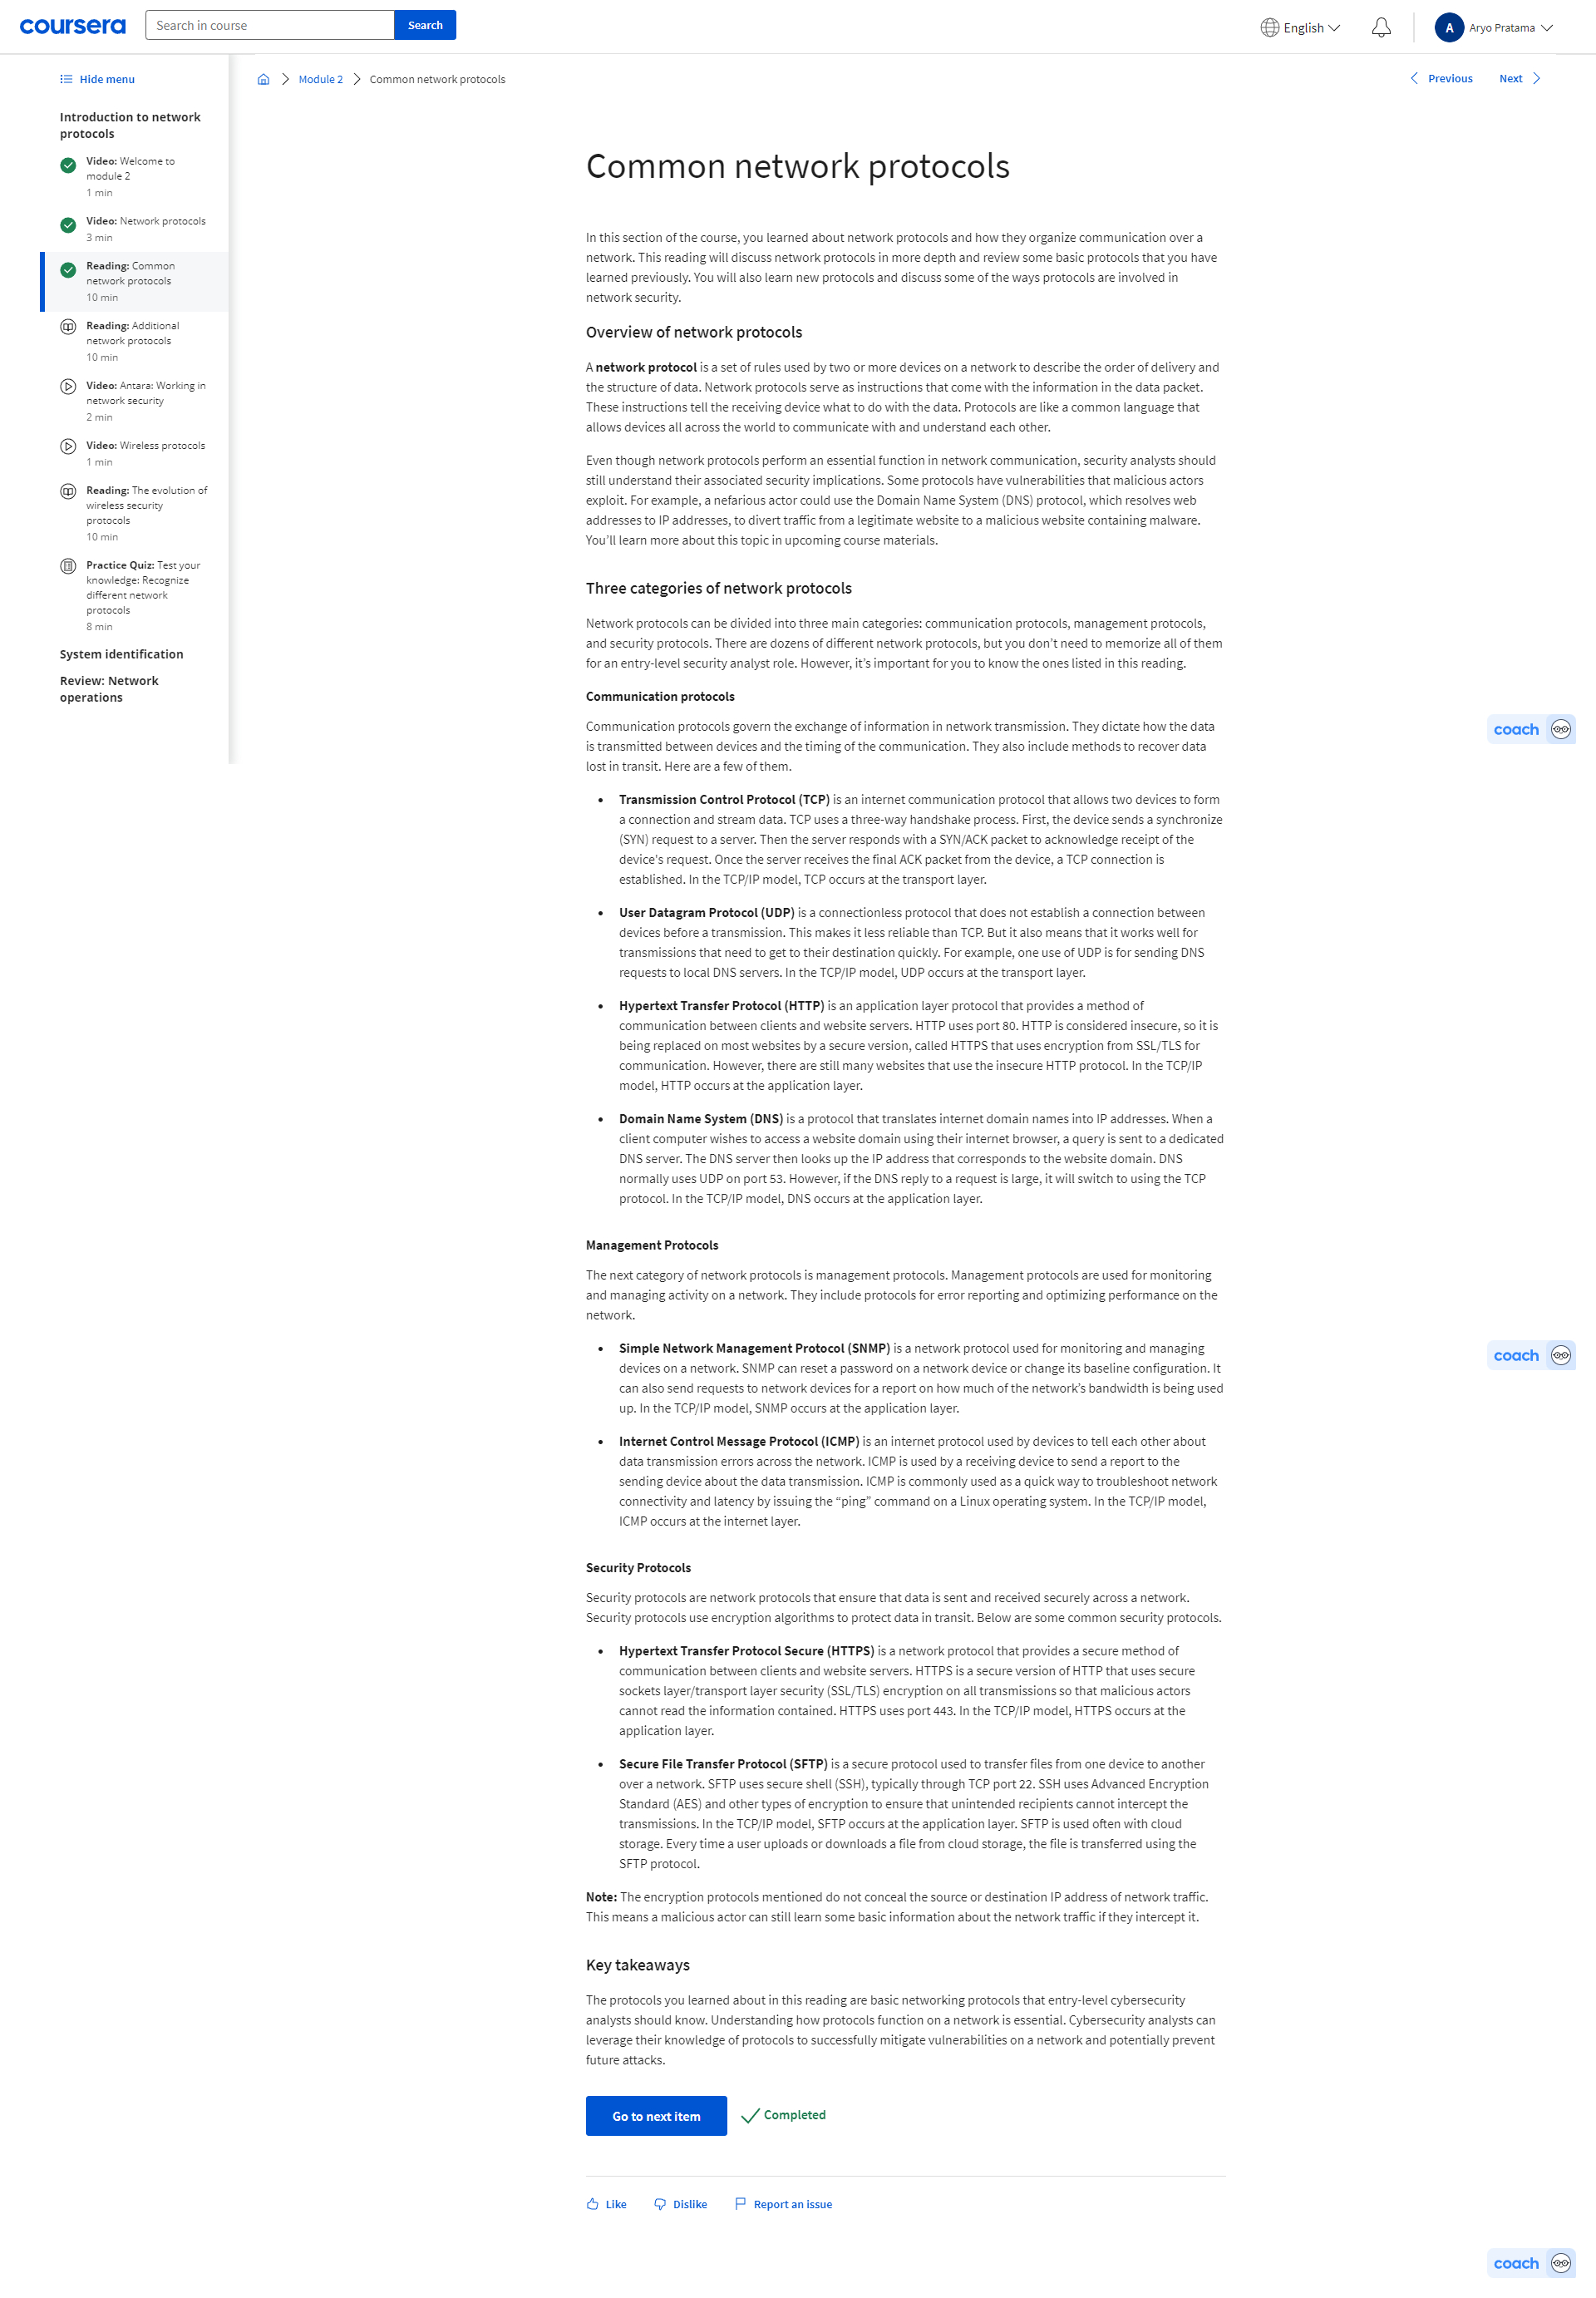 coursera
Search in course
Search
English
A
Aryo Pratama
Hide menu
Introduction to network
protocols
Video: Welcome to
module 2
1 min
Video: Network protocols
3 min
Reading: Common
network protocols
10 min
Reading: Additional
network protocols
10 min
Video: Antara: Working in
network security
2 min
Video: Wireless protocols
1 min
Reading: The evolution of
wireless security
protocols
10 min
Practice Quiz: Test your
knowledge: Recognize
different network
protocols
8 min
System identification
Review: Network
operations
Module 2
Common network protocols
Previous
Next
Common network protocols
In this section of the course, you learned about network protocols and how they organize communication over a
network. This reading will discuss network protocols in more depth and review some basic protocols that you have
learned previously. You will also learn new protocols and discuss some of the ways protocols are involved in
network security.
Overview of network protocols
A network protocol is a set of rules used by two or more devices on a network to describe the order of delivery and
the structure of data. Network protocols serve as instructions that come with the information in the data packet.
These instructions tell the receiving device what to do with the data. Protocols are like a common language that
allows devices all across the world to communicate with and understand each other.
Even though network protocols perform an essential function in network communication, security analysts should
still understand their associated security implications. Some protocols have vulnerabilities that malicious actors
exploit. For example, a nefarious actor could use the Domain Name System (DNS) protocol, which resolves web
addresses to IP addresses, to divert traffic from a legitimate website to a malicious website containing malware.
You’ll learn more about this topic in upcoming course materials.
Three categories of network protocols
Network protocols can be divided into three main categories: communication protocols, management protocols,
and security protocols. There are dozens of different network protocols, but you don’t need to memorize all of them
for an entry-level security analyst role. However, it’s important for you to know the ones listed in this reading.
Communication protocols
Communication protocols govern the exchange of information in network transmission. They dictate how the data
is transmitted between devices and the timing of the communication. They also include methods to recover data
lost in transit. Here are a few of them.
coach
• Transmission Control Protocol (TCP) is an internet communication protocol that allows two devices to form
a connection and stream data. TCP uses a three-way handshake process. First, the device sends a synchronize
(SYN) request to a server. Then the server responds with a SYN/ACK packet to acknowledge receipt of the
device's request. Once the server receives the final ACK packet from the device, a TCP connection is
established. In the TCP/IP model, TCP occurs at the transport layer.
• User Datagram Protocol (UDP) is a connectionless protocol that does not establish a connection between
devices before a transmission. This makes it less reliable than TCP. But it also means that it works well for
transmissions that need to get to their destination quickly. For example, one use of UDP is for sending DNS
requests to local DNS servers. In the TCP/IP model, UDP occurs at the transport layer.
• Hypertext Transfer Protocol (HTTP) is an application layer protocol that provides a method of
communication between clients and website servers. HTTP uses port 80. HTTP is considered insecure, so it is
being replaced on most websites by a secure version, called HTTPS that uses encryption from SSL/TLS for
communication. However, there are still many websites that use the insecure HTTP protocol. In the TCP/IP
model, HTTP occurs at the application layer.
• Domain Name System (DNS) is a protocol that translates internet domain names into IP addresses. When a
client computer wishes to access a website domain using their internet browser, a query is sent to a dedicated
DNS server. The DNS server then looks up the IP address that corresponds to the website domain. DNS
normally uses UDP on port 53. However, if the DNS reply to a request is large, it will switch to using the TCP
protocol. In the TCP/IP model, DNS occurs at the application layer.
Management Protocols
The next category of network protocols is management protocols. Management protocols are used for monitoring
and managing activity on a network. They include protocols for error reporting and optimizing performance on the
network.
• Simple Network Management Protocol (SNMP) is a network protocol used for monitoring and managing
devices on a network. SNMP can reset a password on a network device or change its baseline configuration. It
can also send requests to network devices for a report on how much of the network’s bandwidth is being used
up. In the TCP/IP model, SNMP occurs at the application layer.
coach
• Internet Control Message Protocol (ICMP) is an internet protocol used by devices to tell each other about
data transmission errors across the network. ICMP is used by a receiving device to send a report to the
sending device about the data transmission. ICMP is commonly used as a quick way to troubleshoot network
connectivity and latency by issuing the “ping” command on a Linux operating system. In the TCP/IP model,
ICMP occurs at the internet layer.
Security Protocols
Security protocols are network protocols that ensure that data is sent and received securely across a network.
Security protocols use encryption algorithms to protect data in transit. Below are some common security protocols.
• Hypertext Transfer Protocol Secure (HTTPS) is a network protocol that provides a secure method of
communication between clients and website servers. HTTPS is a secure version of HTTP that uses secure
sockets layer/transport layer security (SSL/TLS) encryption on all transmissions so that malicious actors
cannot read the information contained. HTTPS uses port 443. In the TCP/IP model, HTTPS occurs at the
application layer.
• Secure File Transfer Protocol (SFTP) is a secure protocol used to transfer files from one device to another
over a network. SFTP uses secure shell (SSH), typically through TCP port 22. SSH uses Advanced Encryption
Standard (AES) and other types of encryption to ensure that unintended recipients cannot intercept the
transmissions. In the TCP/IP model, SFTP occurs at the application layer. SFTP is used often with cloud
storage. Every time a user uploads or downloads a file from cloud storage, the file is transferred using the
SFTP protocol.
Note: The encryption protocols mentioned do not conceal the source or destination IP address of network traffic.
This means a malicious actor can still learn some basic information about the network traffic if they intercept it.
Key takeaways
The protocols you learned about in this reading are basic networking protocols that entry-level cybersecurity
analysts should know. Understanding how protocols function on a network is essential. Cybersecurity analysts can
leverage their knowledge of protocols to successfully mitigate vulnerabilities on a network and potentially prevent
future attacks.
Go to next item
Completed
Like
Dislike
Report an issue
coach